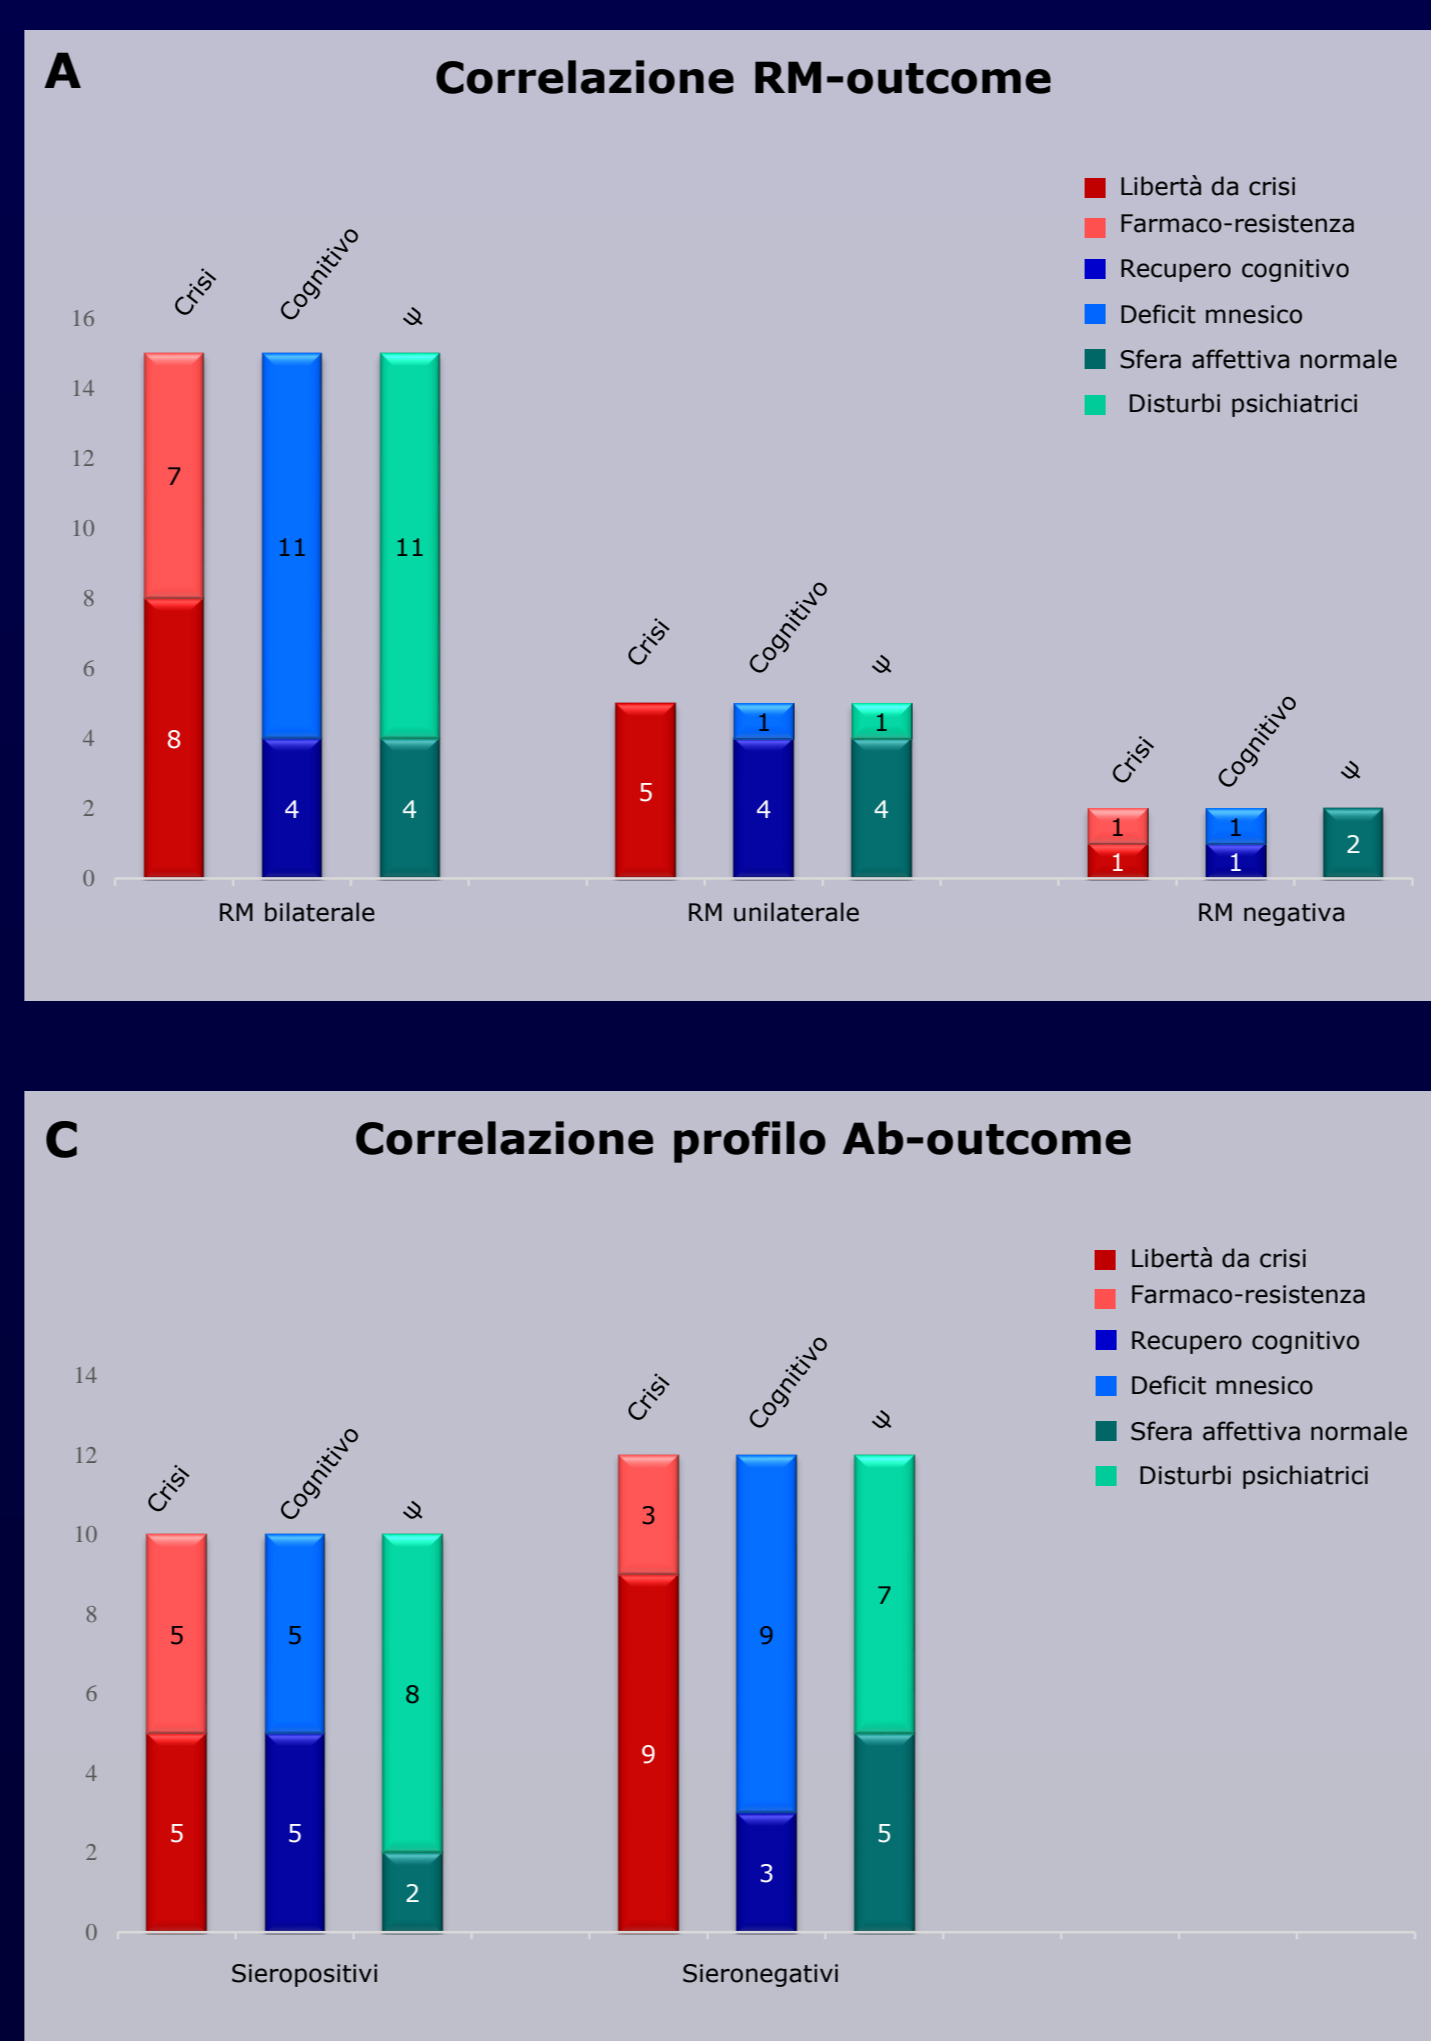 A
Correlazione RM-outcome
Libertà da crisi
Farmaco-resistenza
Recupero cognitivo
Deficit mnesico
Sfera affettiva normale
Disturbi psichiatrici
16
14
12
10
8
6
4
2
0
Crisi
Cognitivo
ψ
7
11
11
8
4
4
Crisi
Cognitivo
ψ
1
1
5
4
4
Crisi
Cognitivo
ψ
1
1
2
1
1
RM bilaterale
RM unilaterale
RM negativa
C
Correlazione profilo Ab-outcome
Libertà da crisi
Farmaco-resistenza
Recupero cognitivo
Deficit mnesico
Sfera affettiva normale
Disturbi psichiatrici
14
12
10
8
6
4
2
0
Crisi
Cognitivo
ψ
5
5
8
5
5
2
Crisi
Cognitivo
ψ
3
9
7
9
3
5
Sieropositivi
Sieronegativi